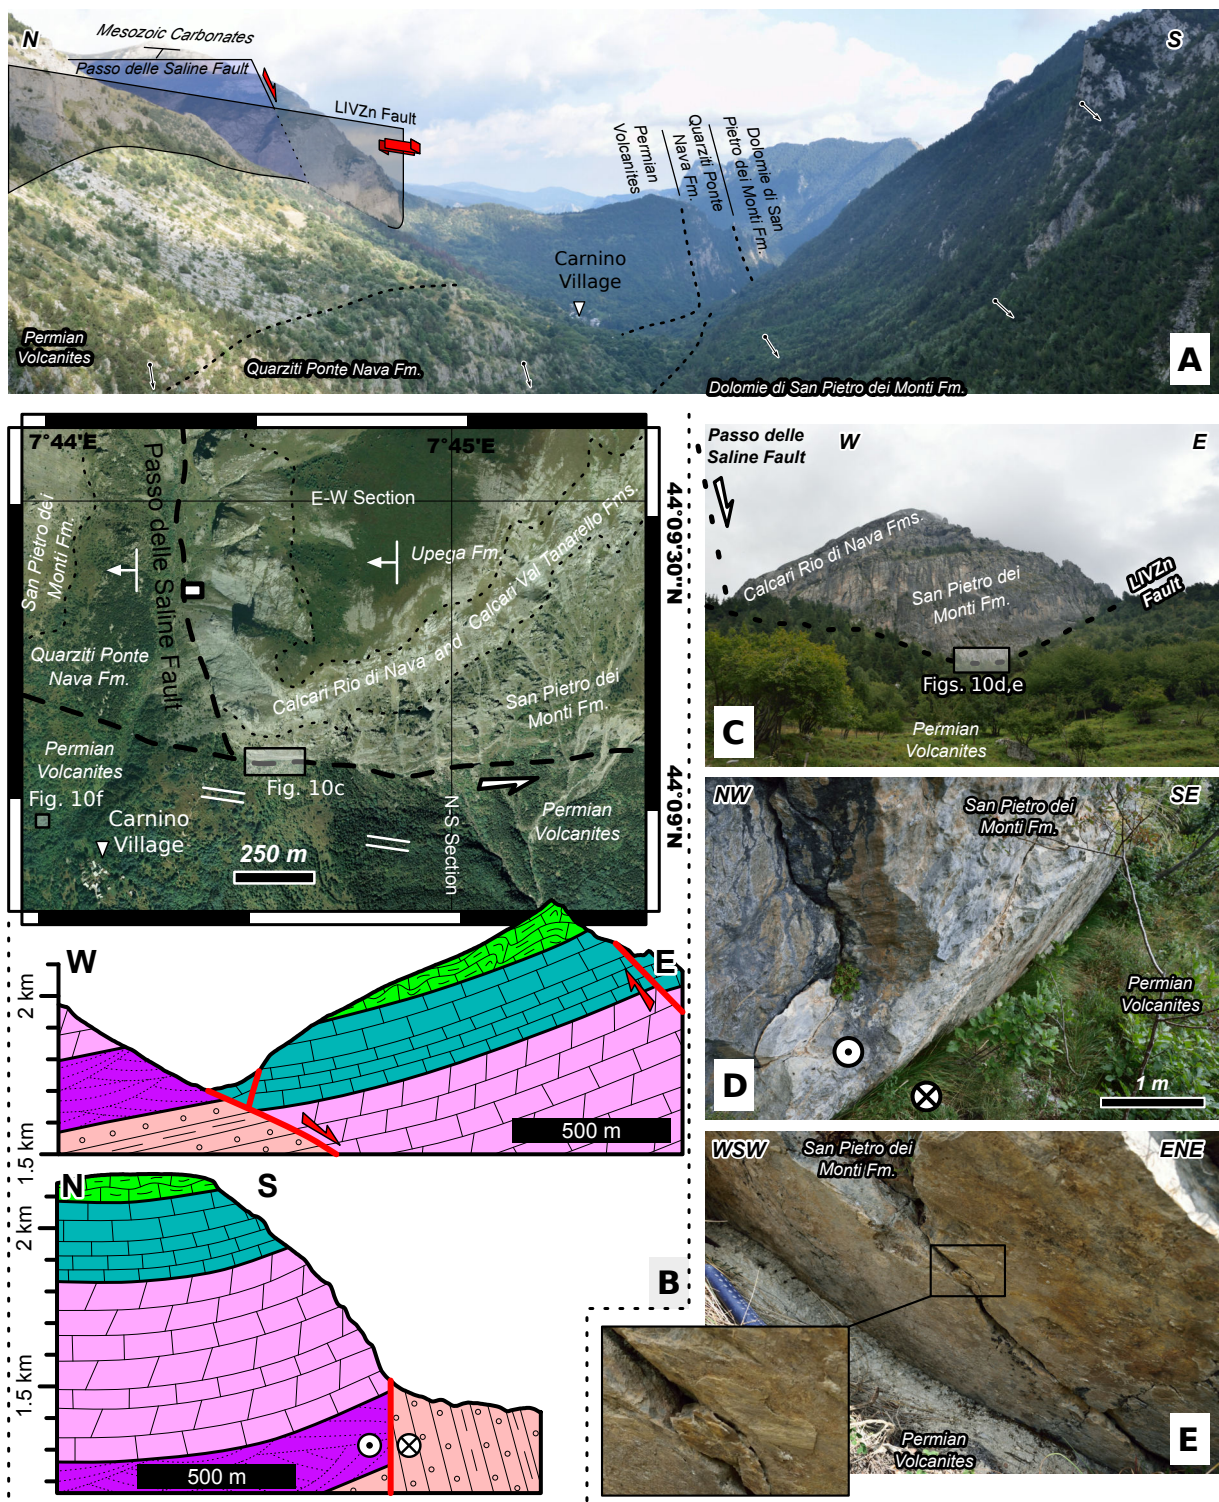 N
Mesozoic Carbonates
Passo delle Saline Fault
LIVZn Fault
S
Permian
Volcanites
Quarziti Ponte
Nava Fm.
Dolomie di San
Pietro dei Monti Fm.
Carnino
Village
Permian
Volcanites
Quarziti Ponte Nava Fm.
Dolomie di San Pietro dei Monti Fm.
A
7°44'E
7°45'E
44°09'30"N
44°09'N
San Pietro dei
Monti Fm.
Passo delle Saline Fault
E-W Section
Upega Fm.
Calcari Rio di Nava and Calcari Val Tanarello Fms.
Quarziti Ponte
Nava Fm.
San Pietro dei
Monti Fm.
Permian
Volcanites
Fig. 10f
Fig. 10c
Carnino
Village
250 m
N-S Section
Permian
Volcanites
W
E
2 km
1.5 km
500 m
N
S
2 km
1.5 km
500 m
B
Passo delle
Saline Fault
W
E
Calcari Rio di Nava Fms.
San Pietro dei
Monti Fm.
LIVZn
Fault
Figs. 10d,e
Permian
Volcanites
C
NW
SE
San Pietro dei
Monti Fm.
Permian
Volcanites
1 m
D
WSW
San Pietro dei
Monti Fm.
ENE
Permian
Volcanites
E